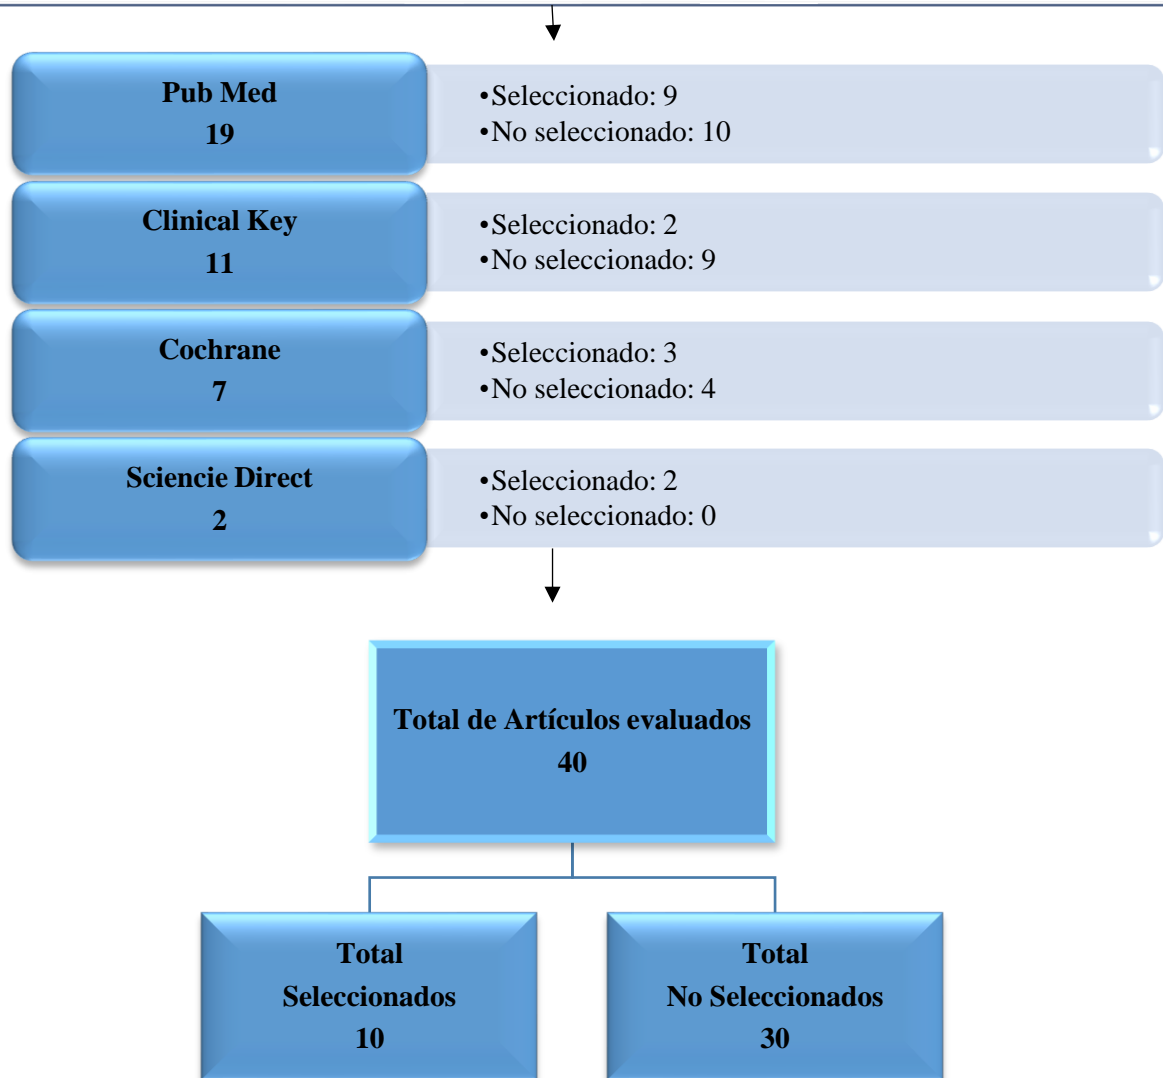 Pub Med
19
•Seleccionado: 9
•No seleccionado: 10
Clinical Key
11
•Seleccionado: 2
•No seleccionado: 9
Cochrane
7
•Seleccionado: 3
•No seleccionado: 4
Sciencie Direct
2
•Seleccionado: 2
•No seleccionado: 0
Total de Artículos evaluados
40
Total
Seleccionados
10
Total
No Seleccionados
30